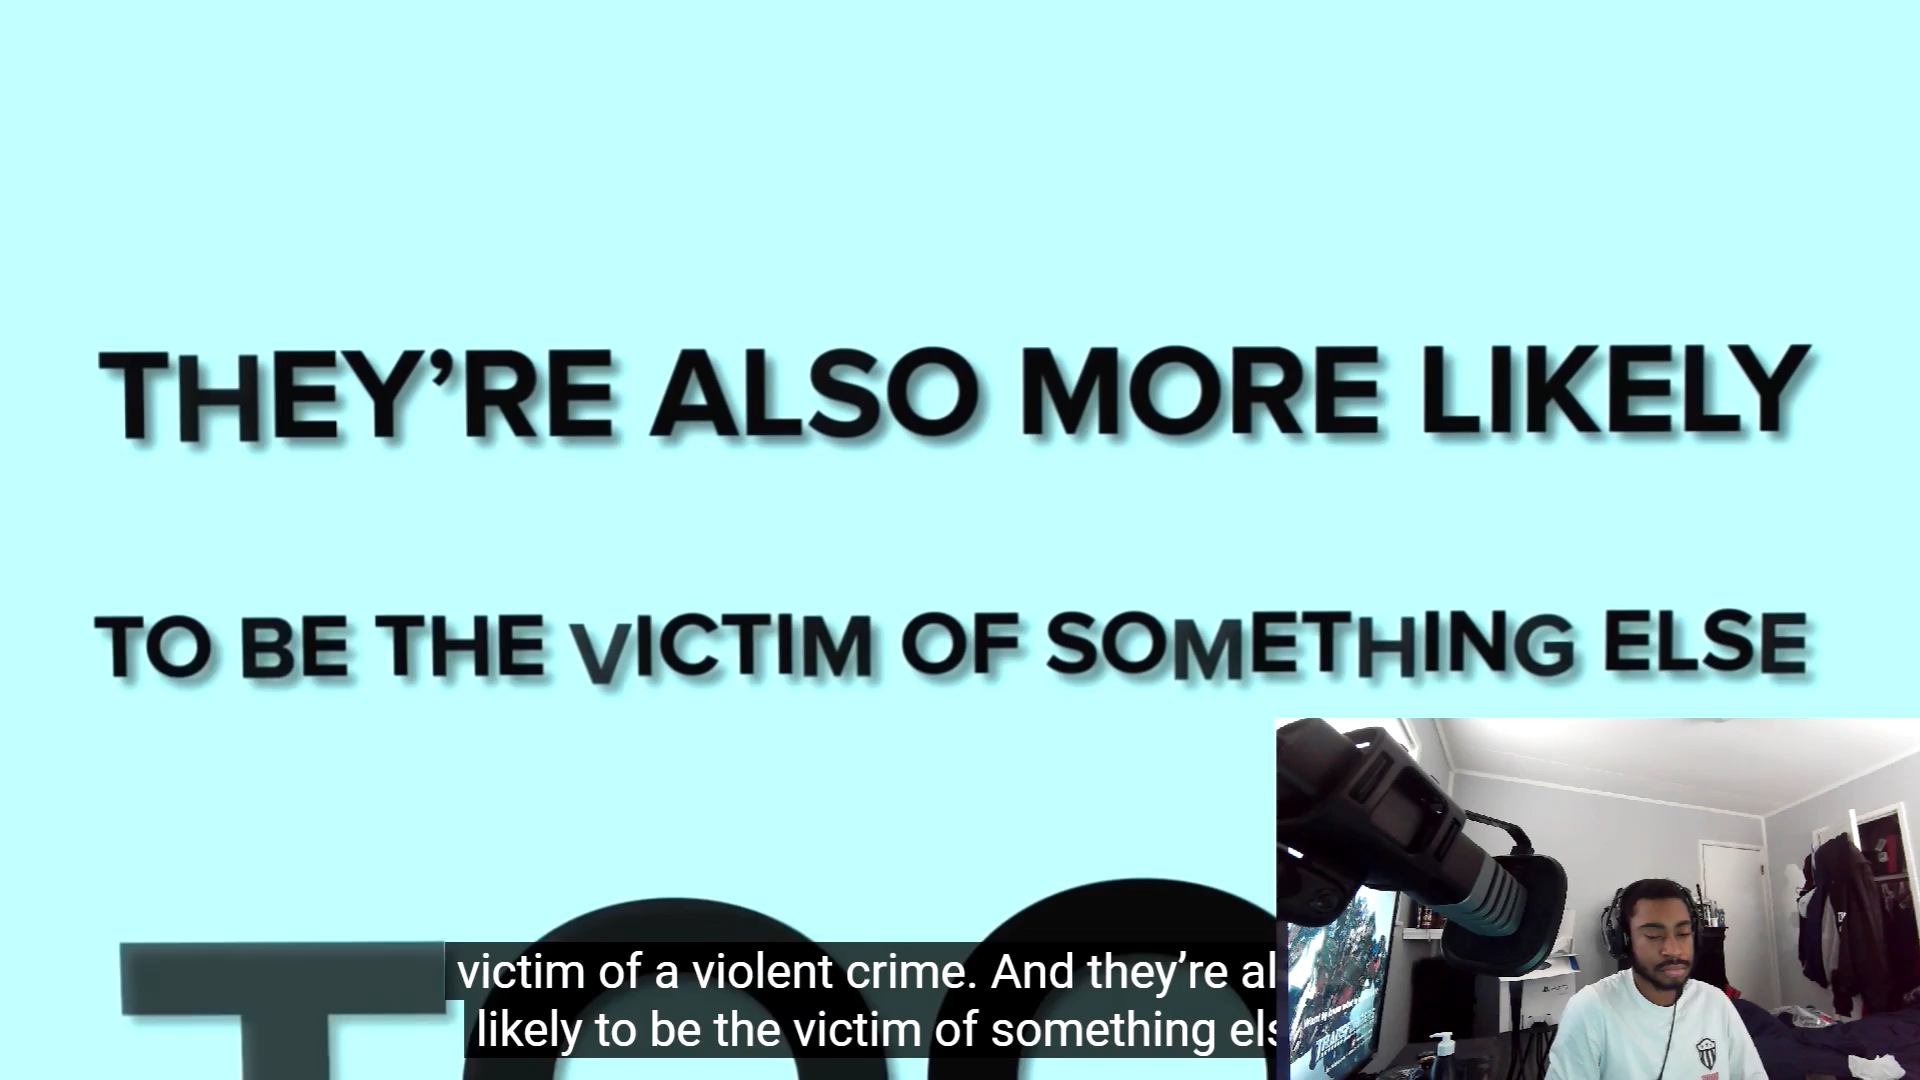 THEY’RE ALSO MORE LIKELY
TO BE THE VICTIM OF SOMETHING ELSE
TOO
victim of a violent crime. And they’re al
likely to be the victim of something els